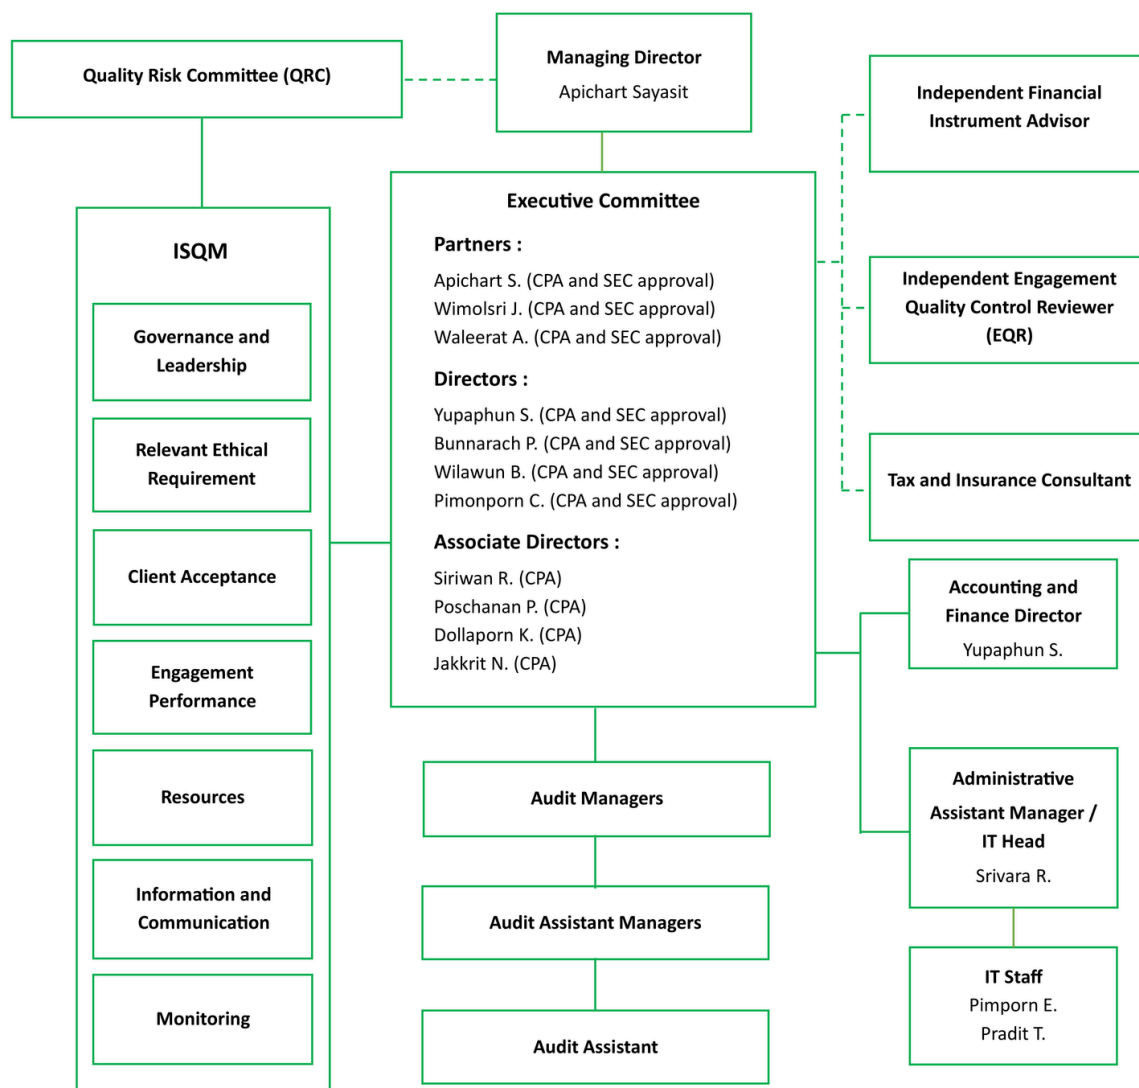 Quality Risk Committee (QRC)
Managing Director
Apichart Sayasit
Independent Financial
Instrument Advisor
ISQM
Governance and
Leadership
Relevant Ethical
Requirement
Client Acceptance
Engagement
Performance
Resources
Information and
Communication
Monitoring
Executive Committee
Partners :
Apichart S. (CPA and SEC approval)
Wimolsri J. (CPA and SEC approval)
Waleerat A. (CPA and SEC approval)
Directors :
Yupaphun S. (CPA and SEC approval)
Bunnarach P. (CPA and SEC approval)
Wilawun B. (CPA and SEC approval)
Pimonporn C. (CPA and SEC approval)
Associate Directors :
Siriwan R. (CPA)
Poschanan P. (CPA)
Dollaporn K. (CPA)
Jakkrit N. (CPA)
Independent Engagement
Quality Control Reviewer
(EQR)
Tax and Insurance Consultant
Accounting and
Finance Director
Yupaphun S.
Administrative
Assistant Manager /
IT Head
Srivara R.
IT Staff
Pimporn E.
Pradit T.
Audit Managers
Audit Assistant Managers
Audit Assistant